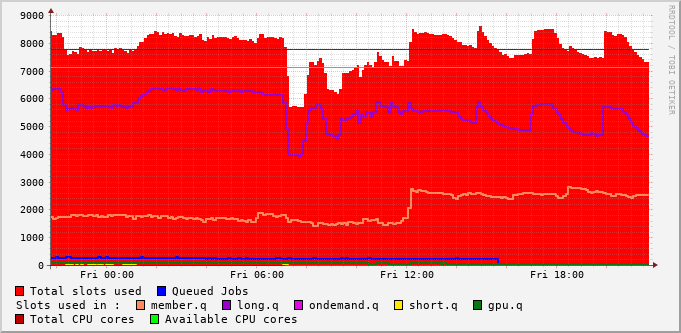 9000
8000
7000
6000
5000
4000
3000
2000
1000
0
Fri 00:00 Fri 06:00 Fri 12:00 Fri 18:00
RRDTOOL / TOBI OETIKER
Total slots used Queued Jobs
Slots used in : member.q long.q ondemand.q short.q gpu.q
Total CPU cores Available CPU cores